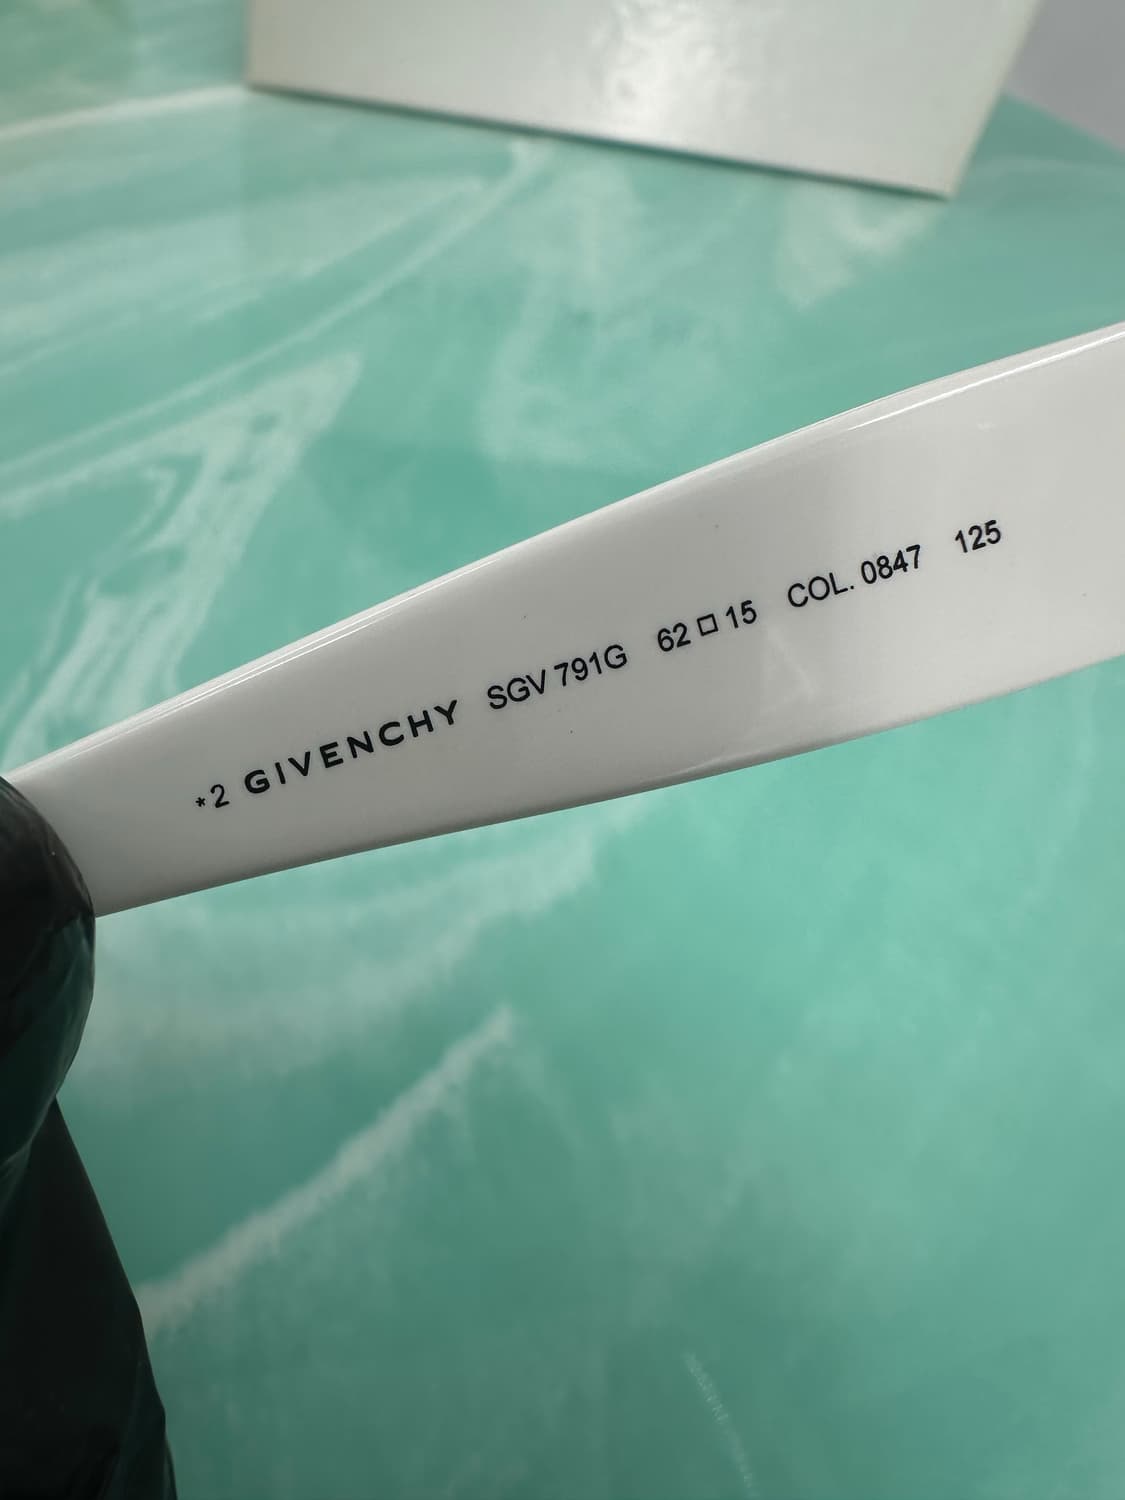 *2 GIVENCHY SGV 791G 62□15 COL. 0847 125